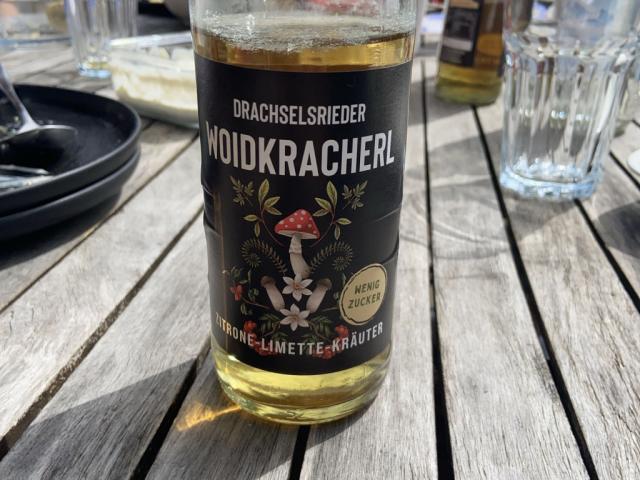 DRACHSELSRIEDER
WOIDKRACHERL
WENIG
ZUCKER
ZITRONE-LIMETTE-KRÄUTER